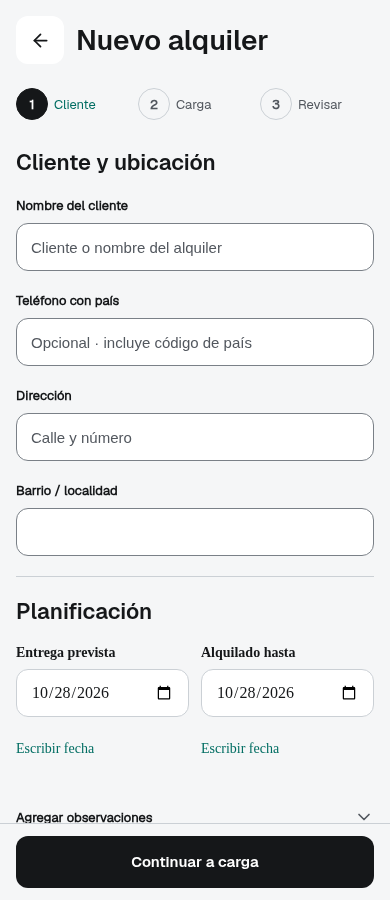 Nuevo alquiler
1 Cliente 2 Carga 3 Revisar
Cliente y ubicación
Nombre del cliente
Cliente o nombre del alquiler
Teléfono con país
Opcional · incluye código de país
Dirección
Calle y número
Barrio / localidad
Planificación
Entrega prevista Alquilado hasta
10/28/2026 10/28/2026
Escribir fecha Escribir fecha
Agregar observaciones
Continuar a carga